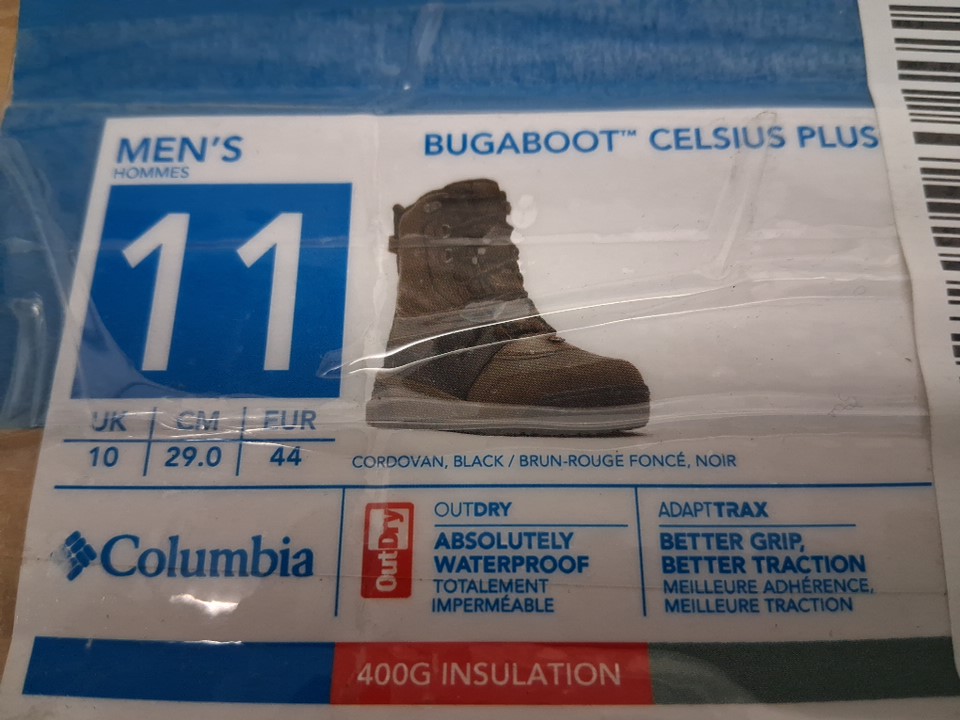 MEN'S
HOMMES
BUGABOOT™ CELSIUS PLUS
11
UK | CM | EUR
10 | 29.0 | 44
CORDOVAN, BLACK / BRUN-ROUGE FONCÉ, NOIR
Columbia
OutDry
OUTDRY
ABSOLUTELY
WATERPROOF
TOTALEMENT
IMPERMÉABLE
ADAPTTRAX
BETTER GRIP,
BETTER TRACTION
MEILLEURE ADHÉRENCE,
MEILLEURE TRACTION
400G INSULATION